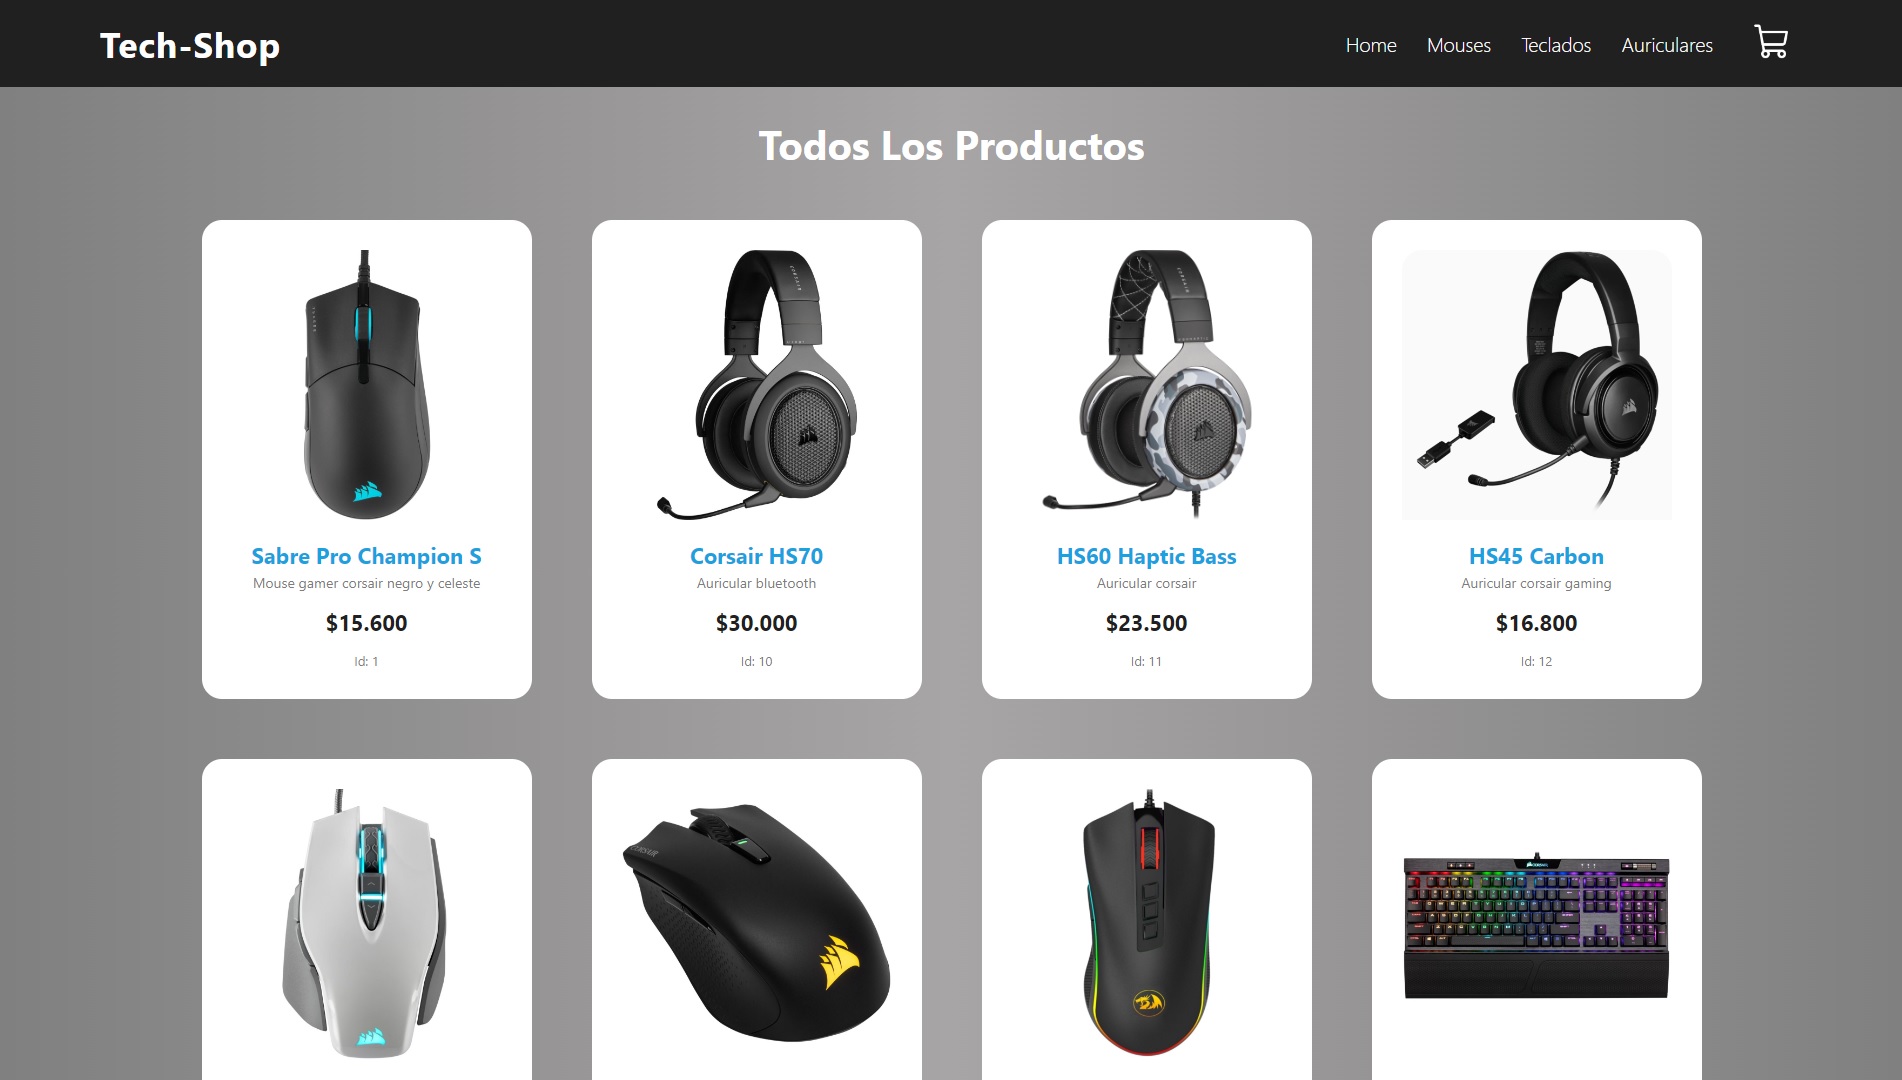 Tech-Shop
Home
Mouses
Teclados
Auriculares
Todos Los Productos
Sabre Pro Champion S
Mouse gamer corsair negro y celeste
$15.600
Id: 1
Corsair HS70
Auricular bluetooth
$30.000
Id: 10
HS60 Haptic Bass
Auricular corsair
$23.500
Id: 11
HS45 Carbon
Auricular corsair gaming
$16.800
Id: 12
CORSAIR